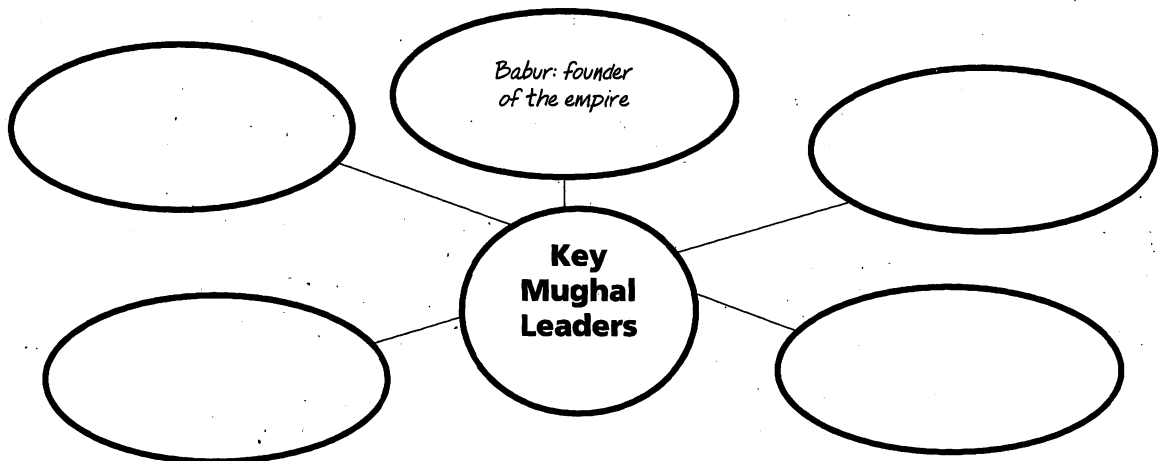 Babur: founder
of the empire
Key
Mughal
Leaders